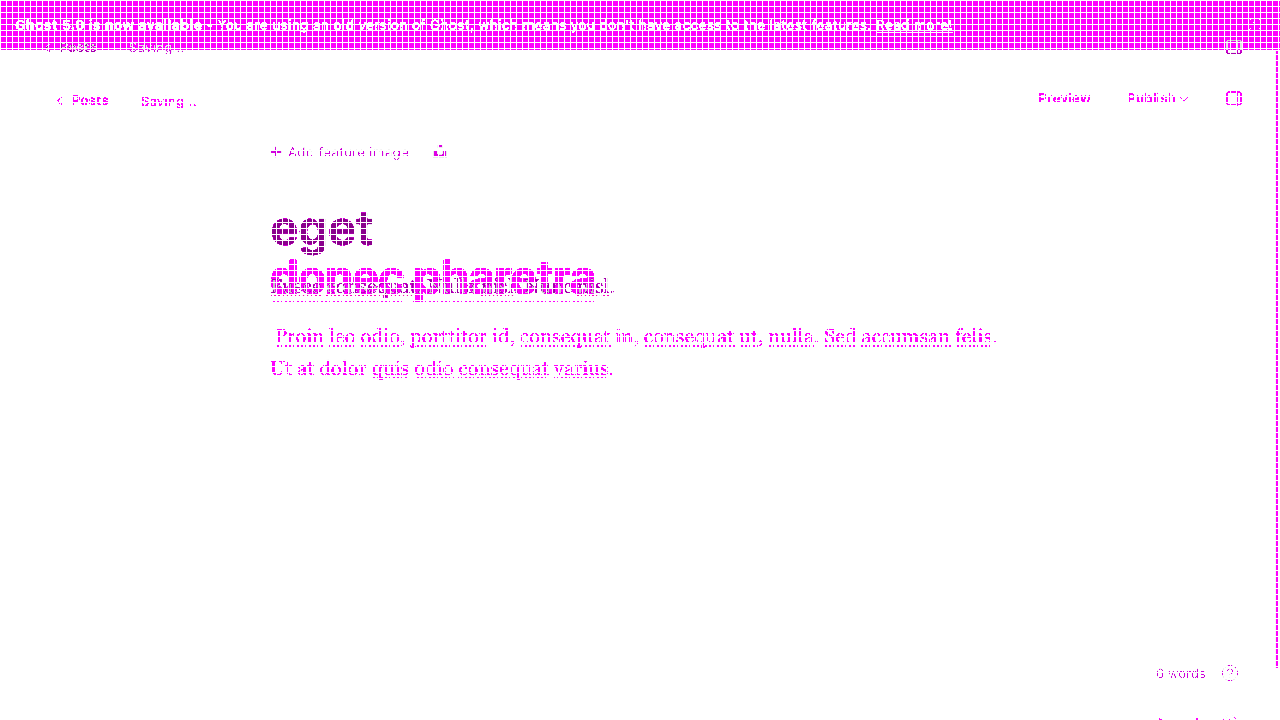 Ghost 5.0 is now available - You are using an old version of Ghost, which means you don't have access to the latest features. Read more!
Posts Saving...
Posts Saving... Preview Publish
+ Add feature image
eget
donec pharetra
Proin leo odio, porttitor id, consequat in, consequat ut, nulla. Sed accumsan felis.
Ut at dolor quis odio consequat varius.
0 words